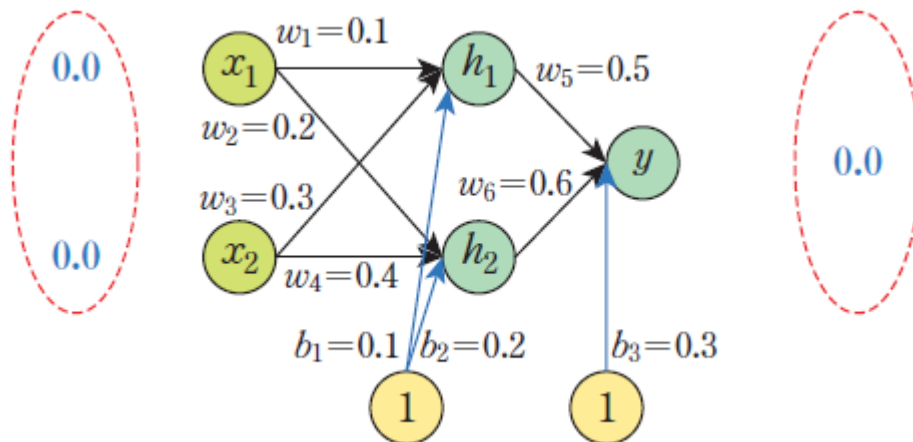 0.0
x₁
w₁=0.1
h₁
w₅=0.5
w₂=0.2
y
0.0
w₃=0.3
w₆=0.6
0.0
x₂
w₄=0.4
h₂
b₁=0.1
b₂=0.2
b₃=0.3
1
1